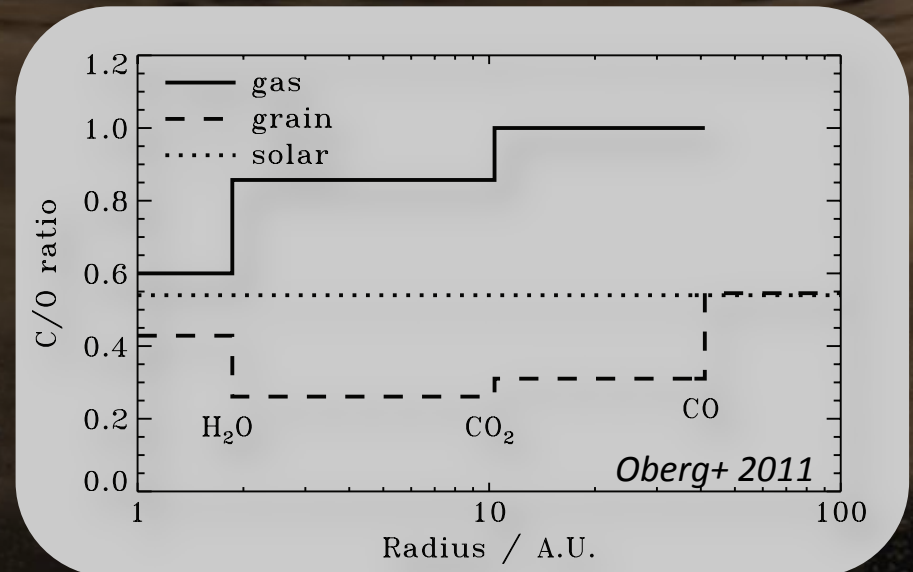 1.2
gas
grain
1.0
solar
0.8
C/O ratio
0.6
0.4
H₂O
CO₂
CO
0.2
Oberg+ 2011
0.0
1
10
100
Radius / A.U.